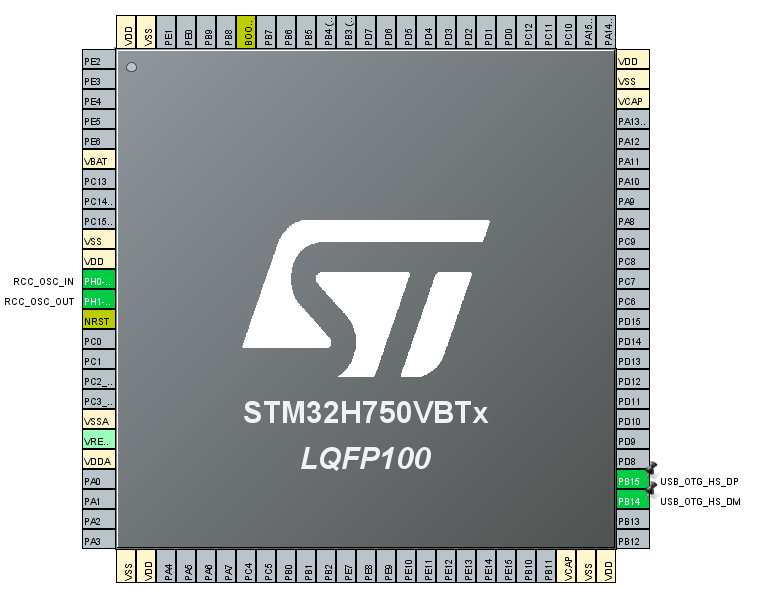 VDD VSS PE1 PE0 PB9 PB8 BOO.. PB7 PB6 PB5 PB4 (.. PB3 (.. PD7 PD6 PD5 PD4 PD3 PD2 PD1 PD0 PC12 PC11 PC10 PA15.. PA14..
PE2
PE3
PE4
PE5
PE6
VBAT
PC13
PC14..
PC15..
VSS
VDD
RCC_OSC_IN PH0-..
RCC_OSC_OUT PH1-..
NRST
PC0
PC1
PC2_..
PC3_..
VSSA
VRE..
VDDA
PA0
PA1
PA2
PA3
ST
STM32H750VBTx
LQFP100
VDD
VSS
VCAP
PA13..
PA12
PA11
PA10
PA9
PA8
PC9
PC8
PC7
PC6
PD15
PD14
PD13
PD12
PD11
PD10
PD9
PD8
PB15 USB_OTG_HS_DP
PB14 USB_OTG_HS_DM
PB13
PB12
VSS VDD PA4 PA5 PA6 PA7 PC4 PC5 PB0 PB1 PB2 PE7 PE8 PE9 PE10 PE11 PE12 PE13 PE14 PE15 PB10 PB11 VCAP VSS VDD